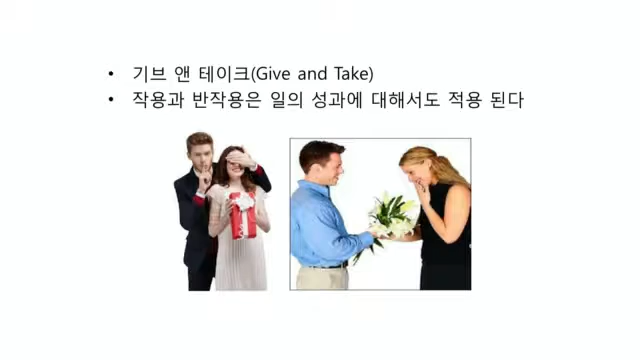 • 기브 앤 테이크(Give and Take)
• 작용과 반작용은 일의 성과에 대해서도 적용 된다